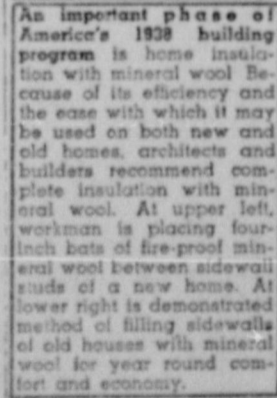 An important phase of
America's 1938 building
program is home insula-
tion with mineral wool Be-
cause of its efficiency and
the ease with which it may
be used on both new and
old homes, architects and
builders recommend com-
plete insulation with min-
eral wool. At upper left,
workman is placing four-
inch bats of fire-proof min-
eral wool between sidewall
studs of a new home. At
lower right is demonstrated
method of filling sidewalls
of old houses with mineral
wool for year round com-
fort and economy.